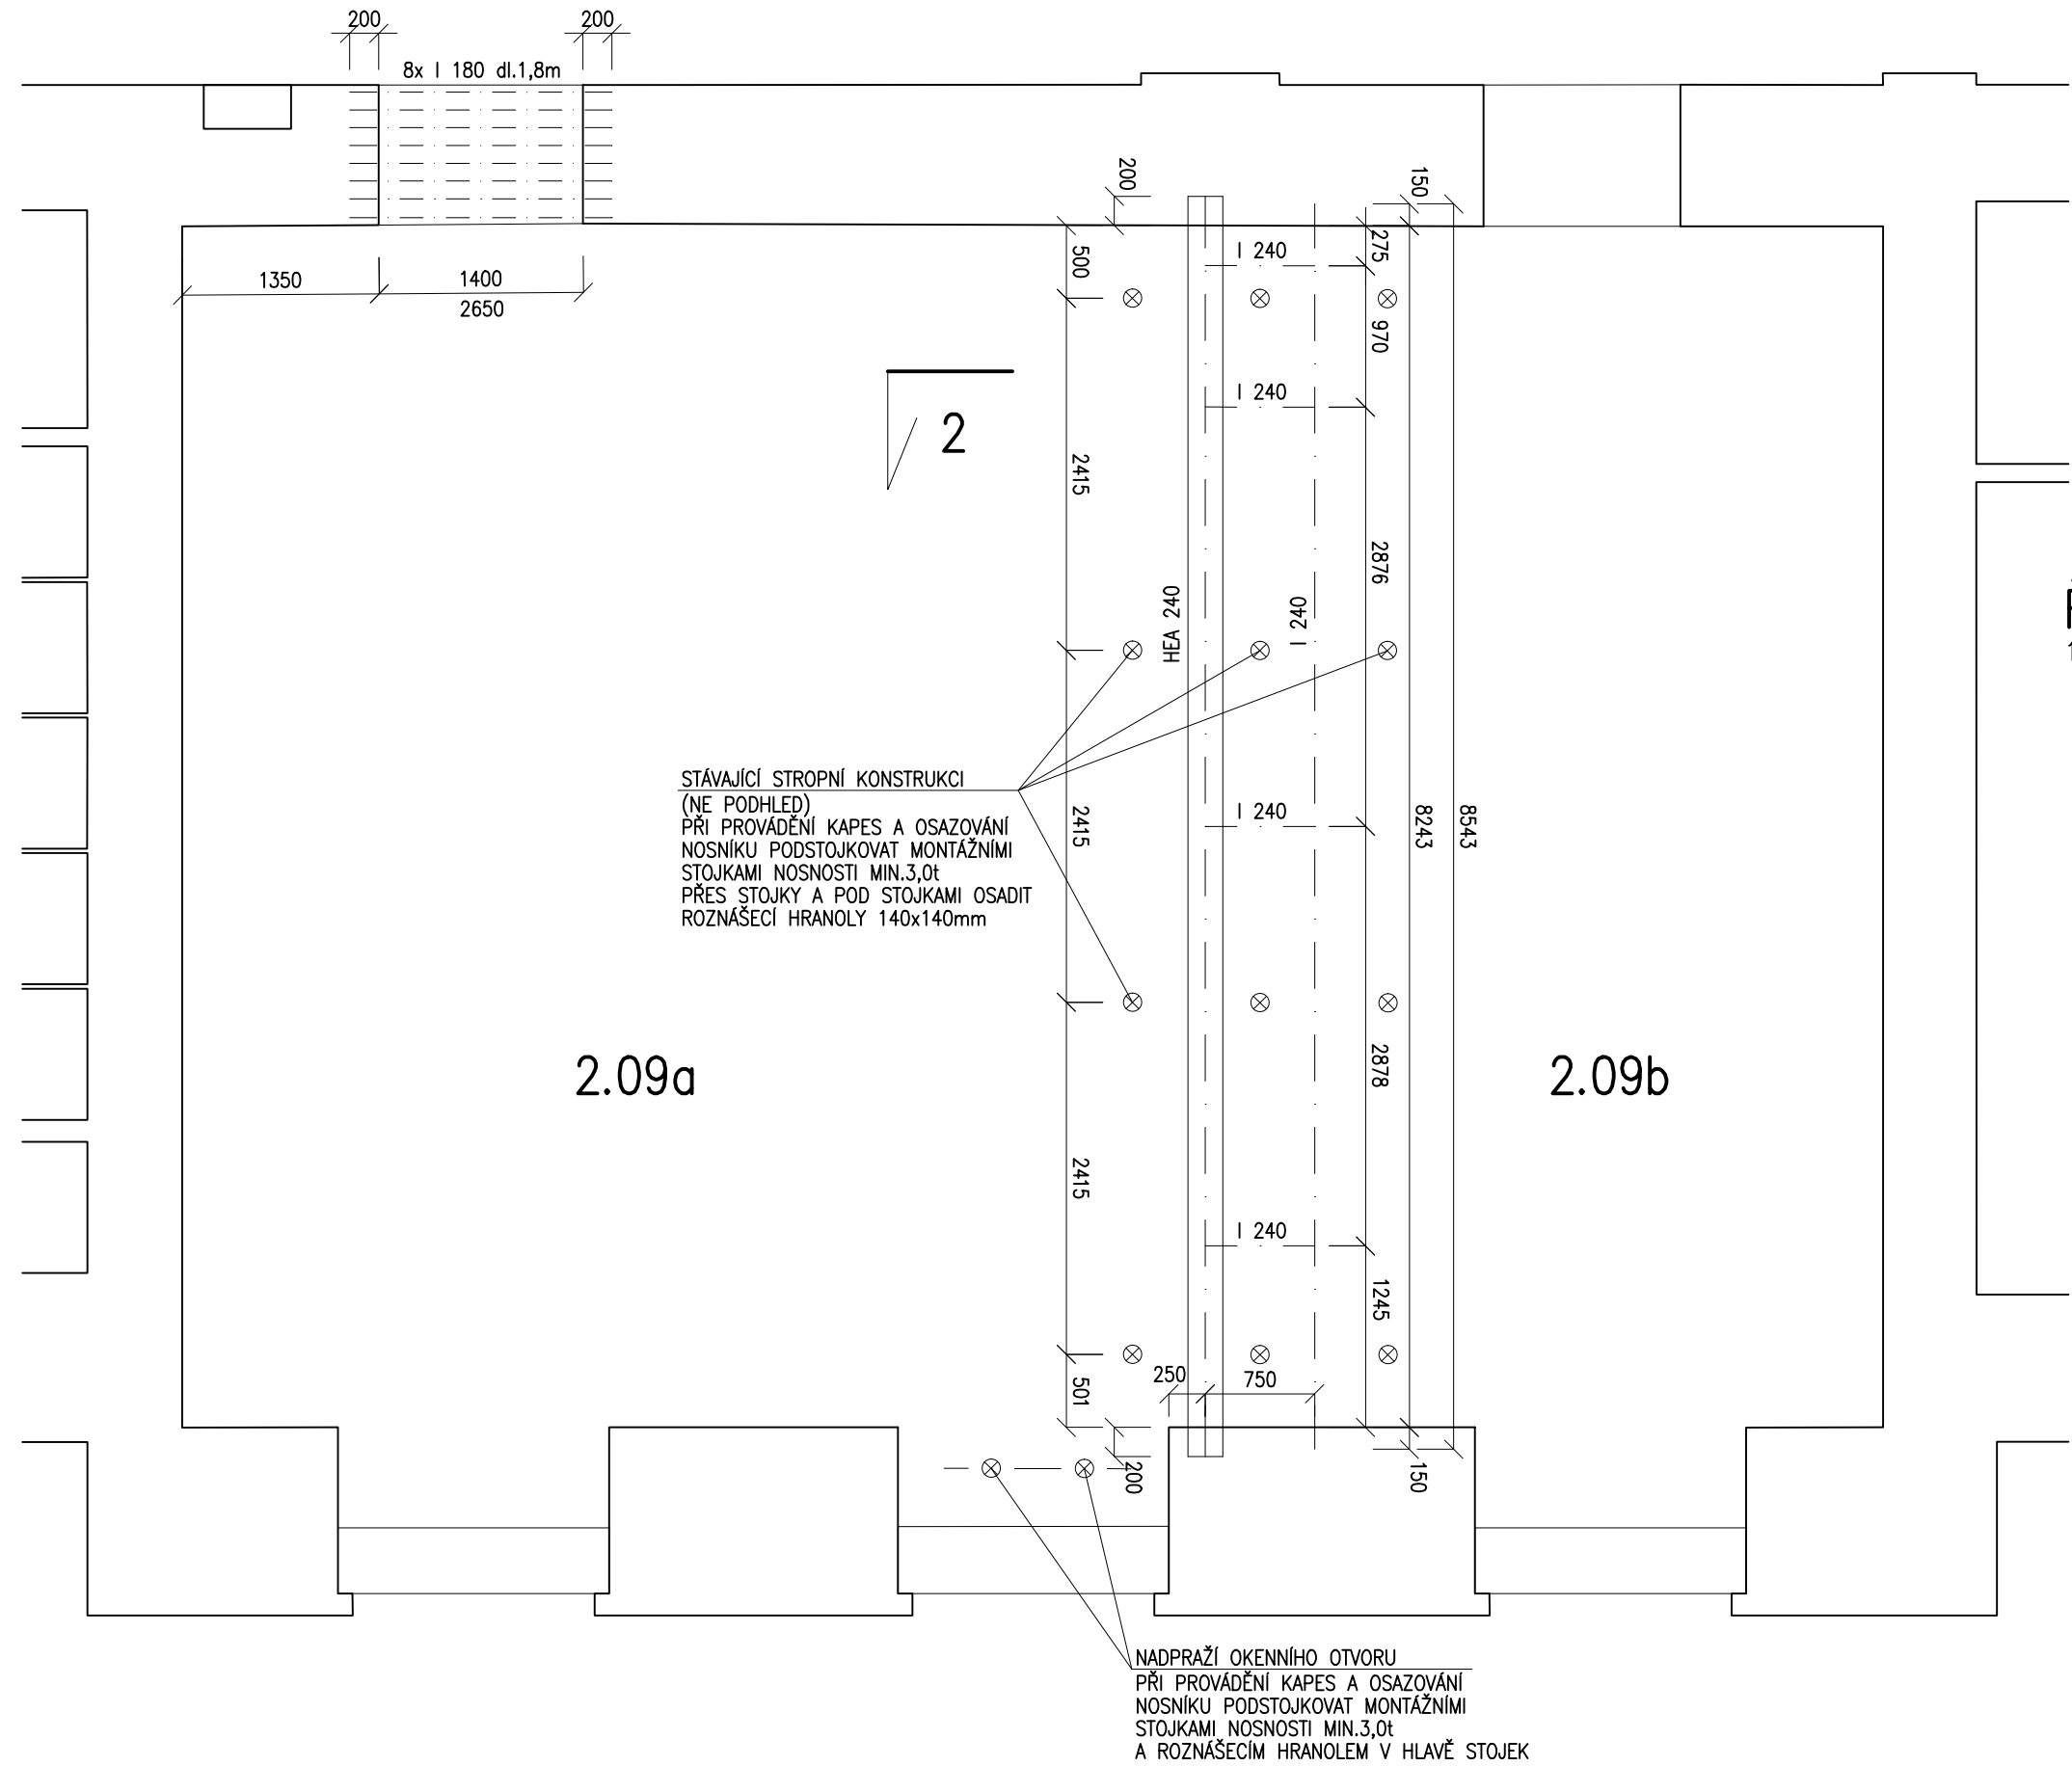 200
200
8x I 180 dl.1,8m
200
150
500
I 240
275
1350
1400
2650
970
2
I 240
2415
2876
HEA 240
I 240
STÁVAJÍCÍ STROPNÍ KONSTRUKCI
(NE PODHLED)
PŘI PROVÁDĚNÍ KAPES A OSAZOVÁNÍ
NOSNÍKU PODSTOJKOVAT MONTÁŽNÍMI
STOJKAMI NOSNOSTI MIN.3,0t
PŘES STOJKY A POD STOJKAMI OSADIT
ROZNÁŠECÍ HRANOLY 140x140mm
2415
I 240
8243
8543
2.09a
2878
2.09b
2415
I 240
1245
250
750
501
200
150
NADPRAŽÍ OKENNÍHO OTVORU
PŘI PROVÁDĚNÍ KAPES A OSAZOVÁNÍ
NOSNÍKU PODSTOJKOVAT MONTÁŽNÍMI
STOJKAMI NOSNOSTI MIN.3,0t
A ROZNÁŠECÍM HRANOLEM V HLAVĚ STOJEK